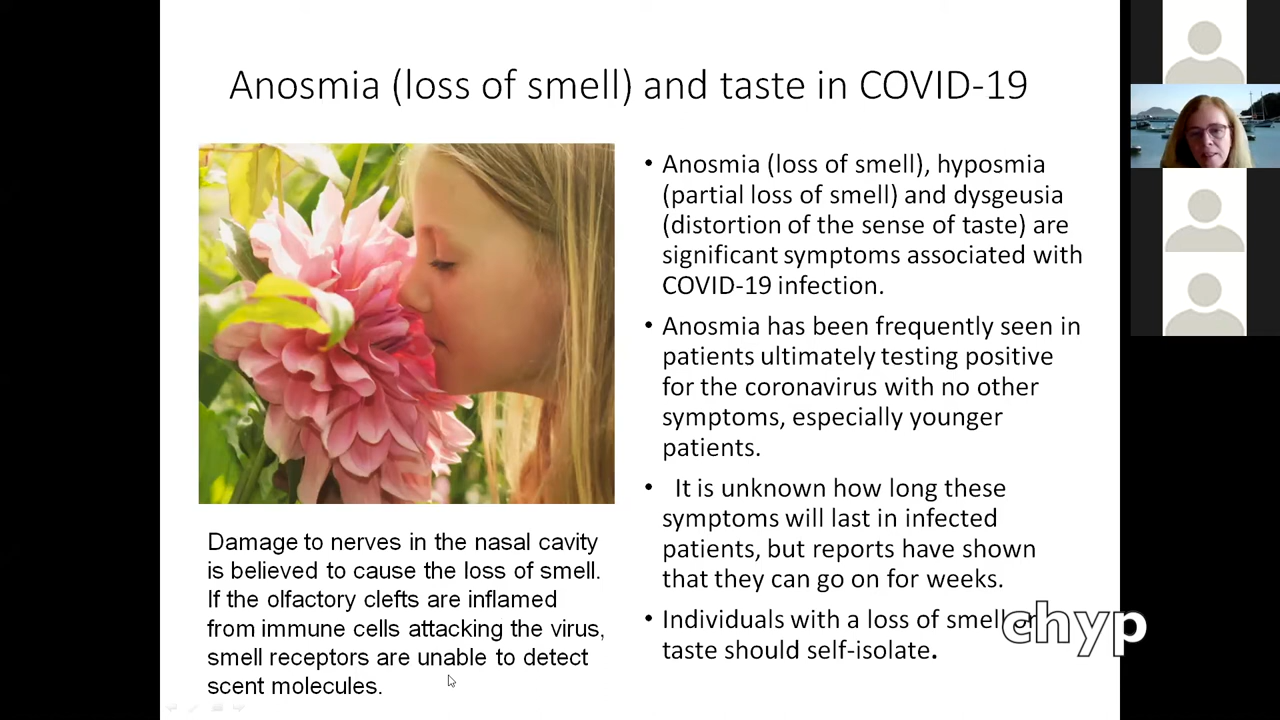 Anosmia (loss of smell) and taste in COVID-19
• Anosmia (loss of smell), hyposmia
(partial loss of smell) and dysgeusia
(distortion of the sense of taste) are
significant symptoms associated with
COVID-19 infection.
• Anosmia has been frequently seen in
patients ultimately testing positive
for the coronavirus with no other
symptoms, especially younger
patients.
• It is unknown how long these
symptoms will last in infected
patients, but reports have shown
that they can go on for weeks.
• Individuals with a loss of smell
taste should self-isolate.
chyp
Damage to nerves in the nasal cavity
is believed to cause the loss of smell.
If the olfactory clefts are inflamed
from immune cells attacking the virus,
smell receptors are unable to detect
scent molecules.